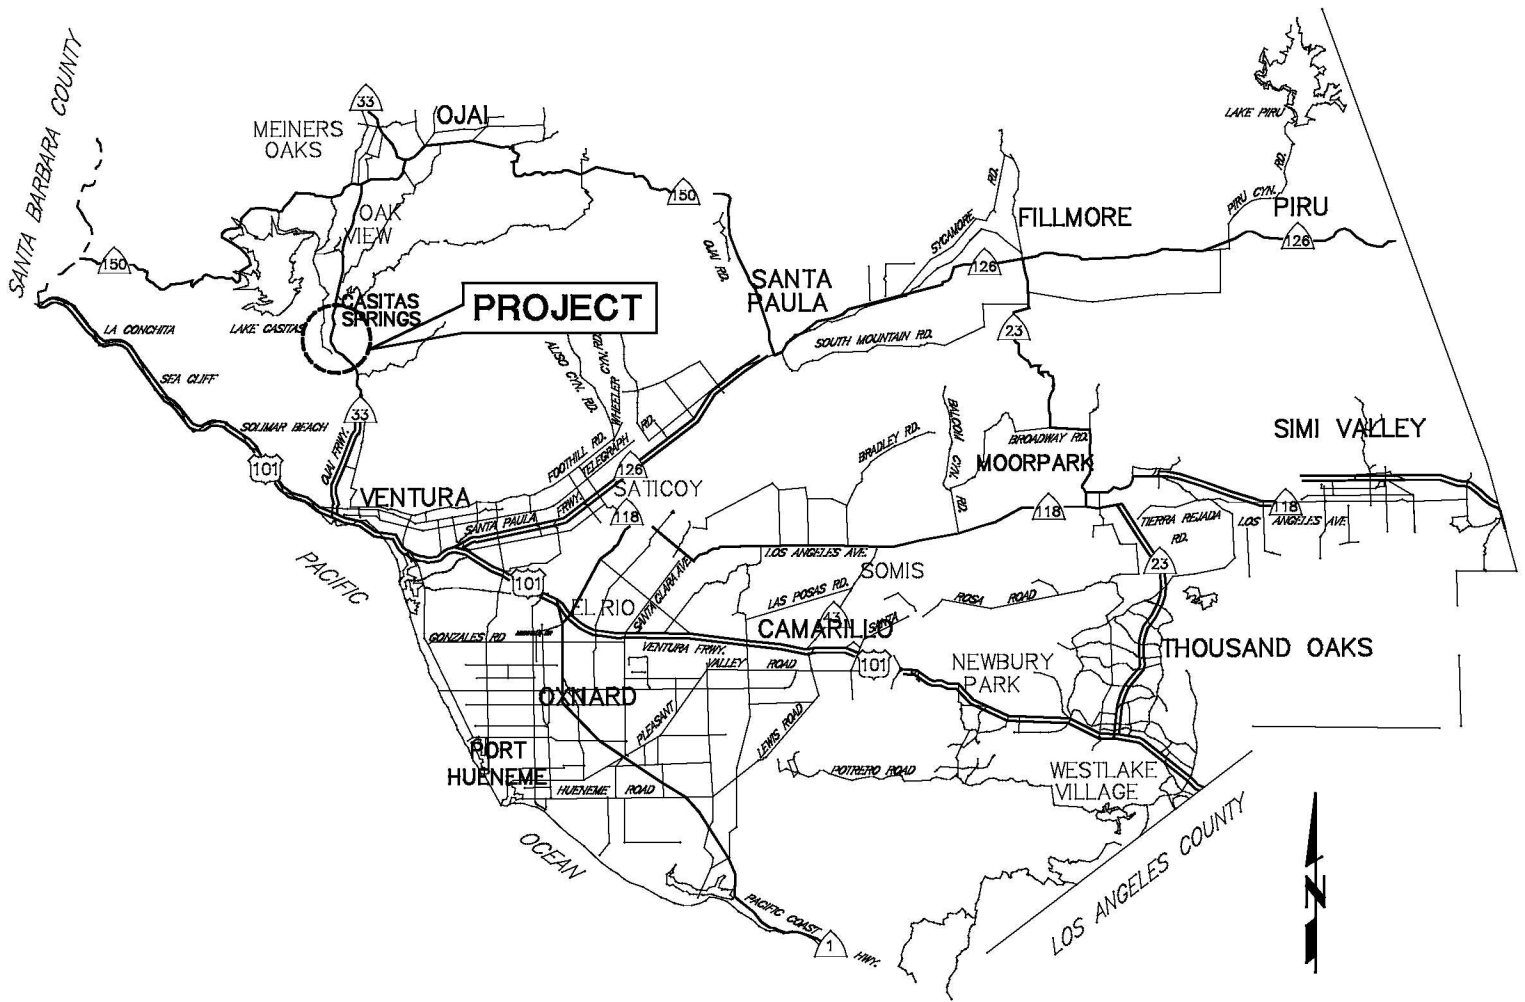 SANTA BARBARA COUNTY
33
OJAI
MEINERS
OAKS
LAKE PIRU
RD.
PIRU CYN.
PIRU
126
150
OJAI RD.
RD.
SYCAMORE
FILLMORE
126
OAK
VIEW
150
SANTA
PAULA
CASITAS
SPRINGS
PROJECT
LAKE CASITAS
LA CONCHITA
SEA CLIFF
SOLIMAR BEACH
101
OJAI FRWY.
33
ALISO CYN. RD.
WHEELER CYN. RD.
SOUTH MOUNTAIN RD.
23
FOOTHILL RD.
TELEGRAPH
RD.
126
SATICOY
118
VENTURA
SANTA PAULA
FRWY.
BRADLEY RD.
BALCOM CYN.
RD.
BROADWAY RD.
MOORPARK
SIMI VALLEY
118
118
TIERRA REJADA
RD.
LOS ANGELES AVE.
23
PACIFIC
101
EL RIO
SANTA CLARA AVE.
LOS ANGELES AVE.
SOMIS
LAS POSAS RD.
SANTA
ROSA ROAD
CAMARILLO
GONZALES RD
VENTURA FRWY.
VALLEY ROAD
101
THOUSAND OAKS
NEWBURY
PARK
OXNARD
PLEASANT
LEWIS ROAD
PORT
HUENEME
HUENEME ROAD
POTRERO ROAD
WESTLAKE
VILLAGE
OCEAN
PACIFIC COAST
1
HWY.
LOS ANGELES COUNTY
N